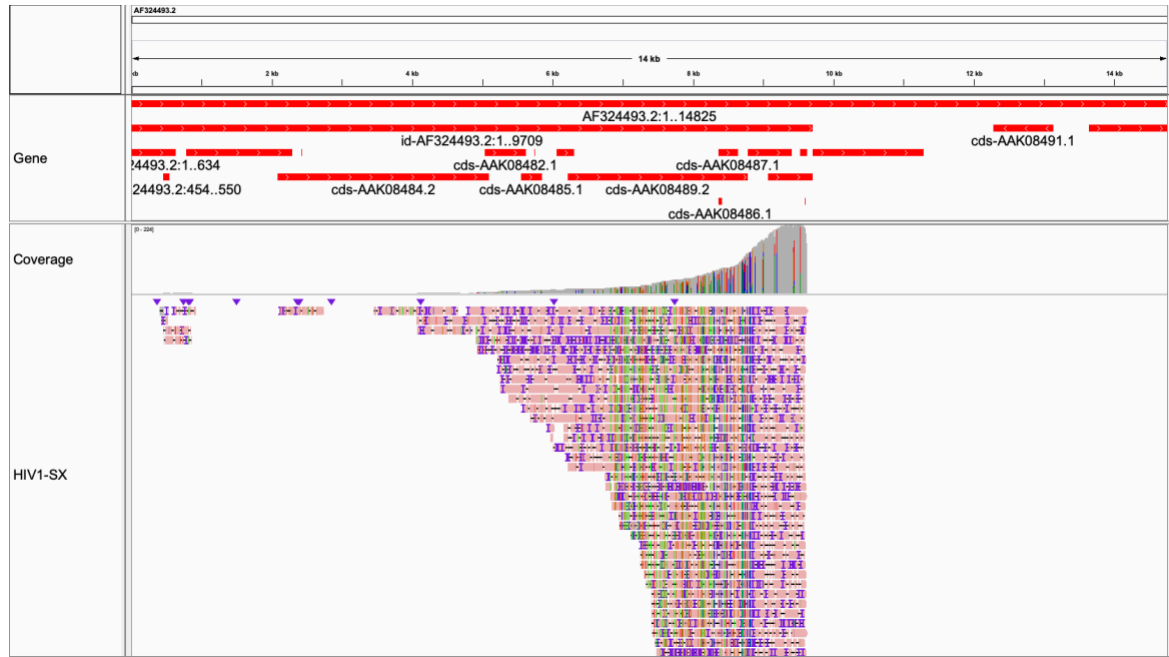 AF324493.2
14 kb
kb 2 kb 4 kb 6 kb 8 kb 10 kb 12 kb 14 kb
AF324493.2:1..14825
id-AF324493.2:1..9709 cds-AAK08491.1
Gene
24493.2:1..634 cds-AAK08482.1 cds-AAK08487.1
24493.2:454..550 cds-AAK08484.2 cds-AAK08485.1 cds-AAK08489.2
cds-AAK08486.1
[0 - 224]
Coverage
HIV1-SX